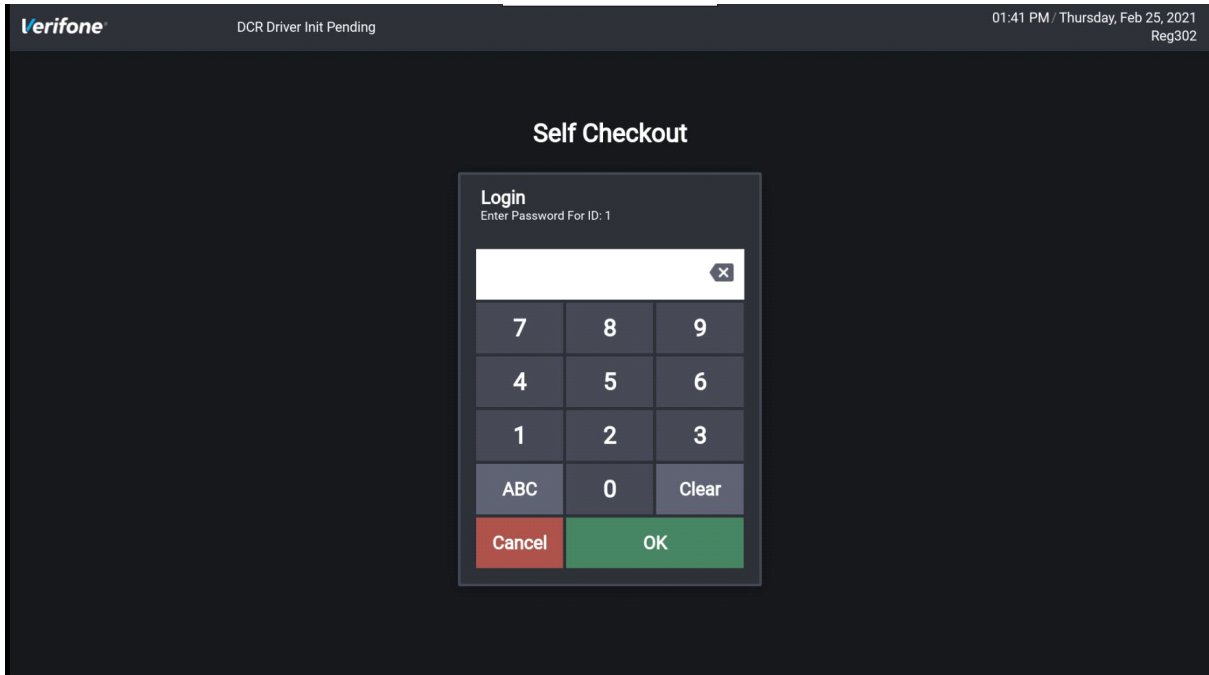 Verifone
DCR Driver Init Pending
01:41 PM / Thursday, Feb 25, 2021
Reg302
Self Checkout
Login
Enter Password For ID: 1
7 8 9
4 5 6
1 2 3
ABC 0 Clear
Cancel OK